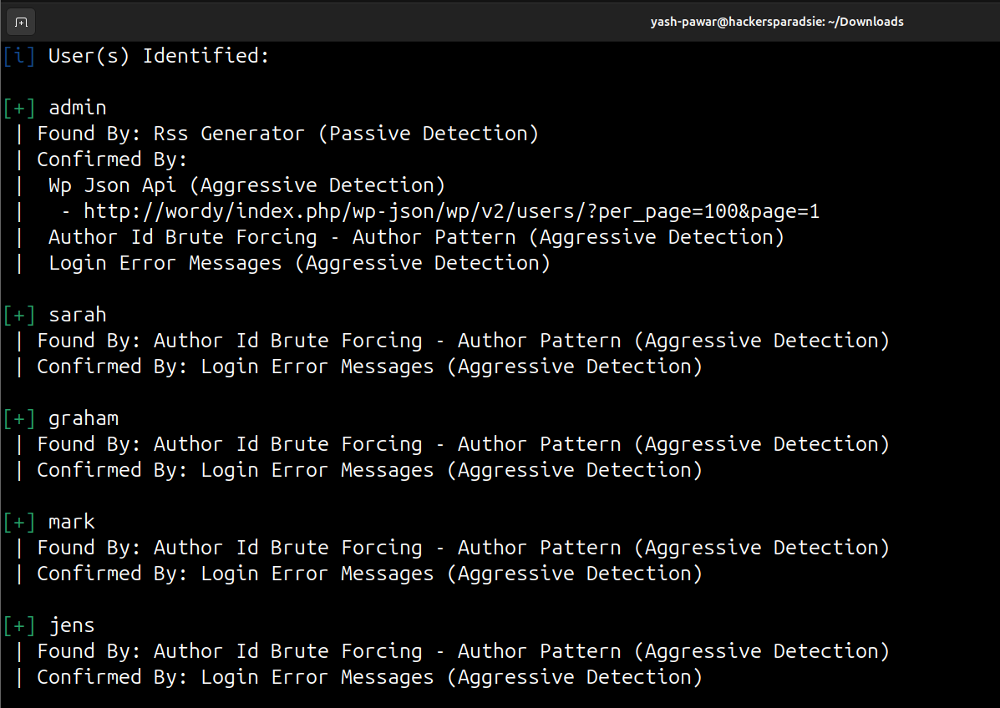 yash-pawar@hackersparadsie: ~/Downloads
[i] User(s) Identified:
[+] admin
| Found By: Rss Generator (Passive Detection)
| Confirmed By:
|  Wp Json Api (Aggressive Detection)
|   - http://wordy/index.php/wp-json/wp/v2/users/?per_page=100&page=1
|  Author Id Brute Forcing - Author Pattern (Aggressive Detection)
|  Login Error Messages (Aggressive Detection)
[+] sarah
| Found By: Author Id Brute Forcing - Author Pattern (Aggressive Detection)
| Confirmed By: Login Error Messages (Aggressive Detection)
[+] graham
| Found By: Author Id Brute Forcing - Author Pattern (Aggressive Detection)
| Confirmed By: Login Error Messages (Aggressive Detection)
[+] mark
| Found By: Author Id Brute Forcing - Author Pattern (Aggressive Detection)
| Confirmed By: Login Error Messages (Aggressive Detection)
[+] jens
| Found By: Author Id Brute Forcing - Author Pattern (Aggressive Detection)
| Confirmed By: Login Error Messages (Aggressive Detection)